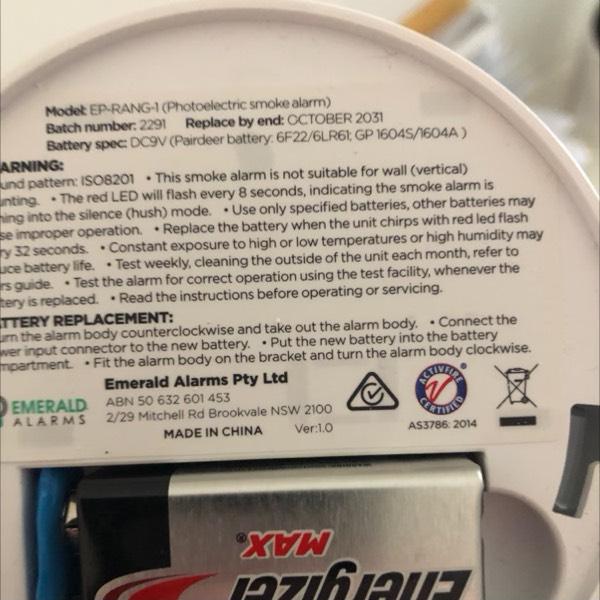 Model: EP-RANG-1 (Photoelectric smoke alarm)
Batch number: 2291 Replace by end: OCTOBER 2031
Battery spec: DC9V (Pairdeer battery: 6F22/6LR61; GP 1604S/1604A )
ARNING:
und pattern: ISO8201 • This smoke alarm is not suitable for wall (vertical)
unting. • The red LED will flash every 8 seconds, indicating the smoke alarm is
ning into the silence (hush) mode. • Use only specified batteries, other batteries may
se improper operation. • Replace the battery when the unit chirps with red led flash
ry 32 seconds. • Constant exposure to high or low temperatures or high humidity may
uce battery life. • Test weekly, cleaning the outside of the unit each month, refer to
rs guide. • Test the alarm for correct operation using the test facility, whenever the
tery is replaced. • Read the instructions before operating or servicing.
TTERY REPLACEMENT:
urn the alarm body counterclockwise and take out the alarm body. • Connect the
wer input connector to the new battery. • Put the new battery into the battery
mpartment. • Fit the alarm body on the bracket and turn the alarm body clockwise.
Emerald Alarms Pty Ltd
ABN 50 632 601 453
2/29 Mitchell Rd Brookvale NSW 2100
MADE IN CHINA Ver:1.0
EMERALD
ALARMS
ACTIVFIRE
CERTIFIED
®
AS3786: 2014
Energizer
MAX®